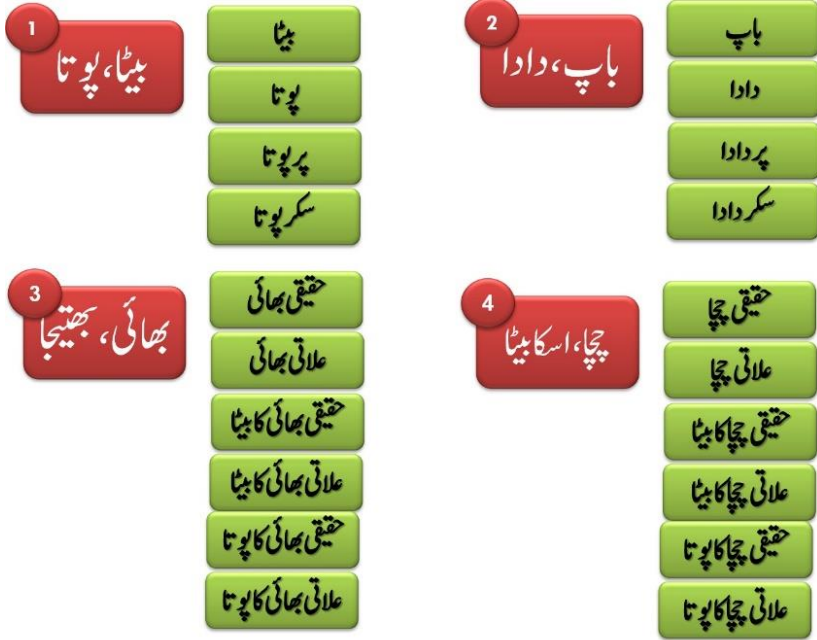 1
بیٹا، پوتا
بیٹا
پوتا
پرپوتا
سکرپوتا
2
باپ، دادا
باپ
دادا
پردادا
سکردادا
3
بھائی، بھتیجا
حقیقی بھائی
علاتی بھائی
حقیقی بھائی کا بیٹا
علاتی بھائی کا بیٹا
حقیقی بھائی کا پوتا
علاتی بھائی کا پوتا
4
چچا، اسکا بیٹا
حقیقی چچا
علاتی چچا
حقیقی چچا کا بیٹا
علاتی چچا کا بیٹا
حقیقی چچا کا پوتا
علاتی چچا کا پوتا